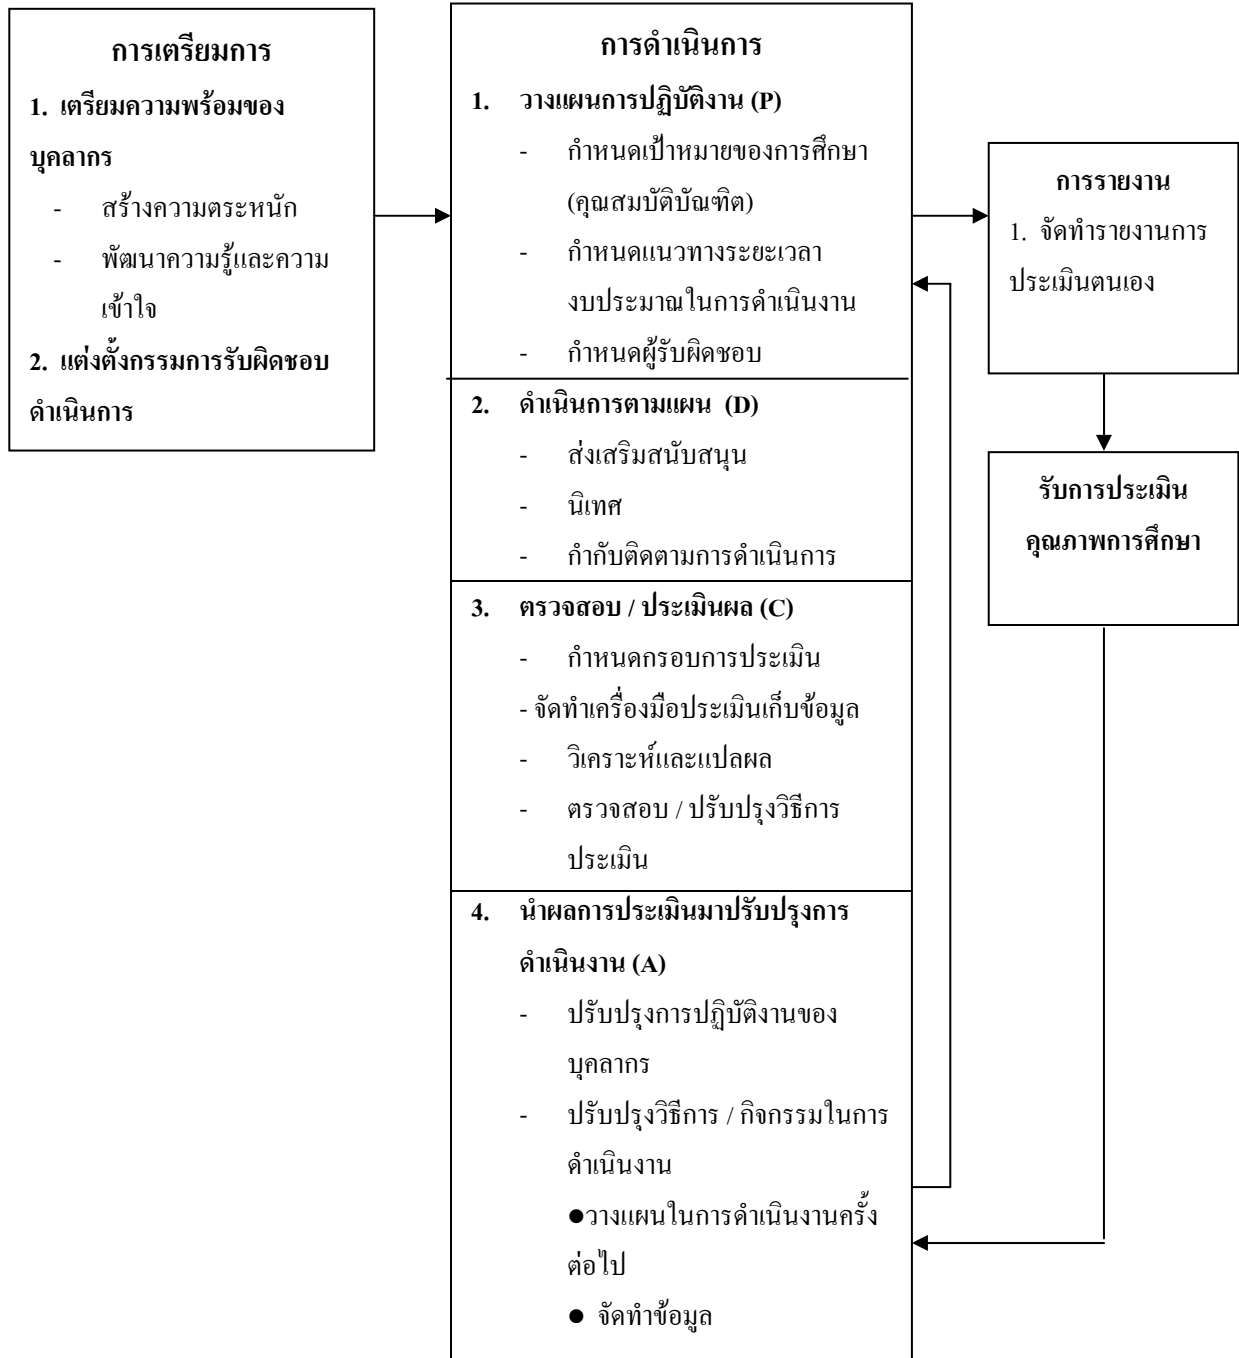 การเตรียมการ
1. เตรียมความพร้อมของ
บุคลากร
- สร้างความตระหนัก
- พัฒนาความรู้และความ
เข้าใจ
2. แต่งตั้งกรรมการรับผิดชอบ
ดำเนินการ
การดำเนินการ
1. วางแผนการปฏิบัติงาน (P)
- กำหนดเป้าหมายของการศึกษา
(คุณสมบัติบัณฑิต)
- กำหนดแนวทางระยะเวลา
งบประมาณในการดำเนินงาน
- กำหนดผู้รับผิดชอบ
2. ดำเนินการตามแผน (D)
- ส่งเสริมสนับสนุน
- นิเทศ
- กำกับติดตามการดำเนินการ
3. ตรวจสอบ / ประเมินผล (C)
- กำหนดกรอบการประเมิน
- จัดทำเครื่องมือประเมินเก็บข้อมูล
- วิเคราะห์และแปลผล
- ตรวจสอบ / ปรับปรุงวิธีการ
ประเมิน
4. นำผลการประเมินมาปรับปรุงการ
ดำเนินงาน (A)
- ปรับปรุงการปฏิบัติงานของ
บุคลากร
- ปรับปรุงวิธีการ / กิจกรรมในการ
ดำเนินงาน
●วางแผนในการดำเนินงานครั้ง
ต่อไป
● จัดทำข้อมูล
การรายงาน
1. จัดทำรายงานการ
ประเมินตนเอง
รับการประเมิน
คุณภาพการศึกษา